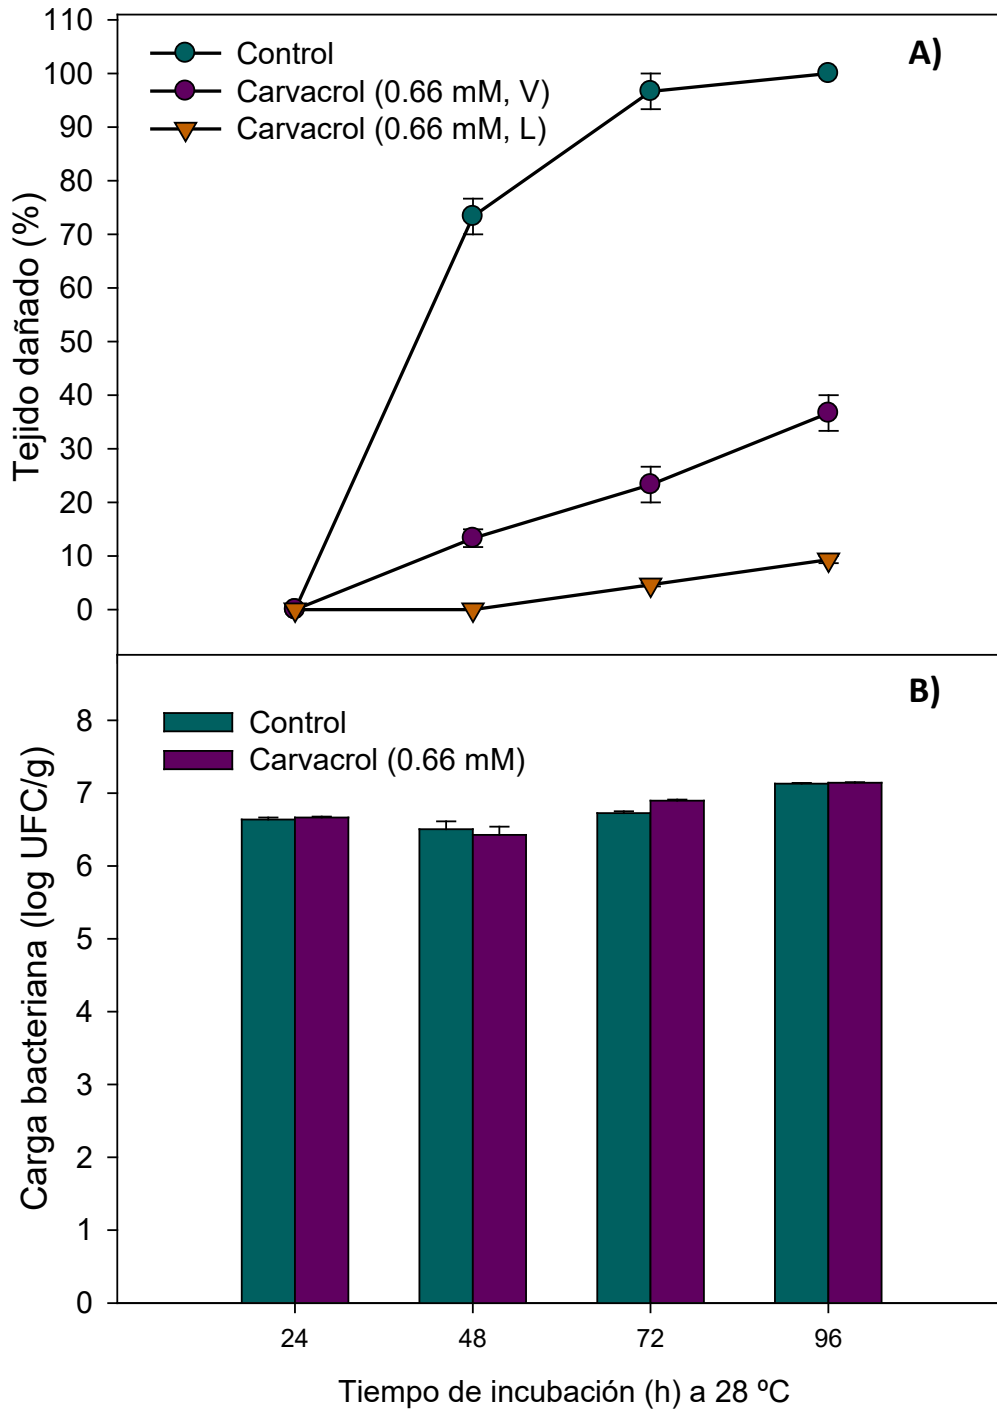 A)
Control
Carvacrol (0.66 mM, V)
Carvacrol (0.66 mM, L)
110
100
90
80
70
60
50
40
30
20
10
0
Tejido dañado (%)
B)
Control
Carvacrol (0.66 mM)
8
7
6
5
4
3
2
1
0
Carga bacteriana (log UFC/g)
24 48 72 96
Tiempo de incubación (h) a 28 ºC